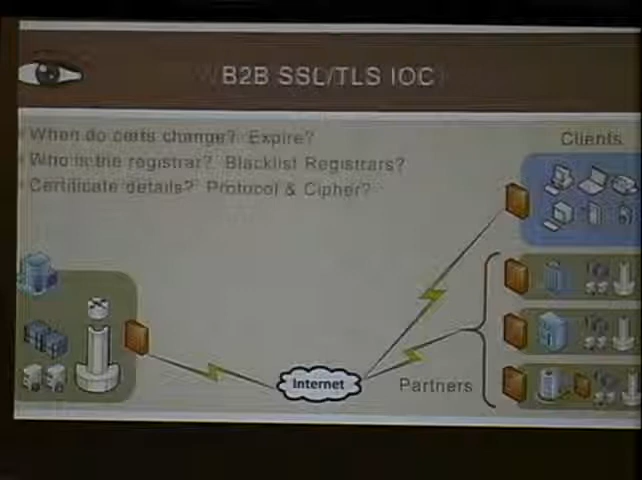 B2B SSL/TLS IOC
When do certs change? Expire?
Who is the registrar? Blacklist Registrars?
Certificate details? Protocol & Cipher?
Clients
Internet
Partners